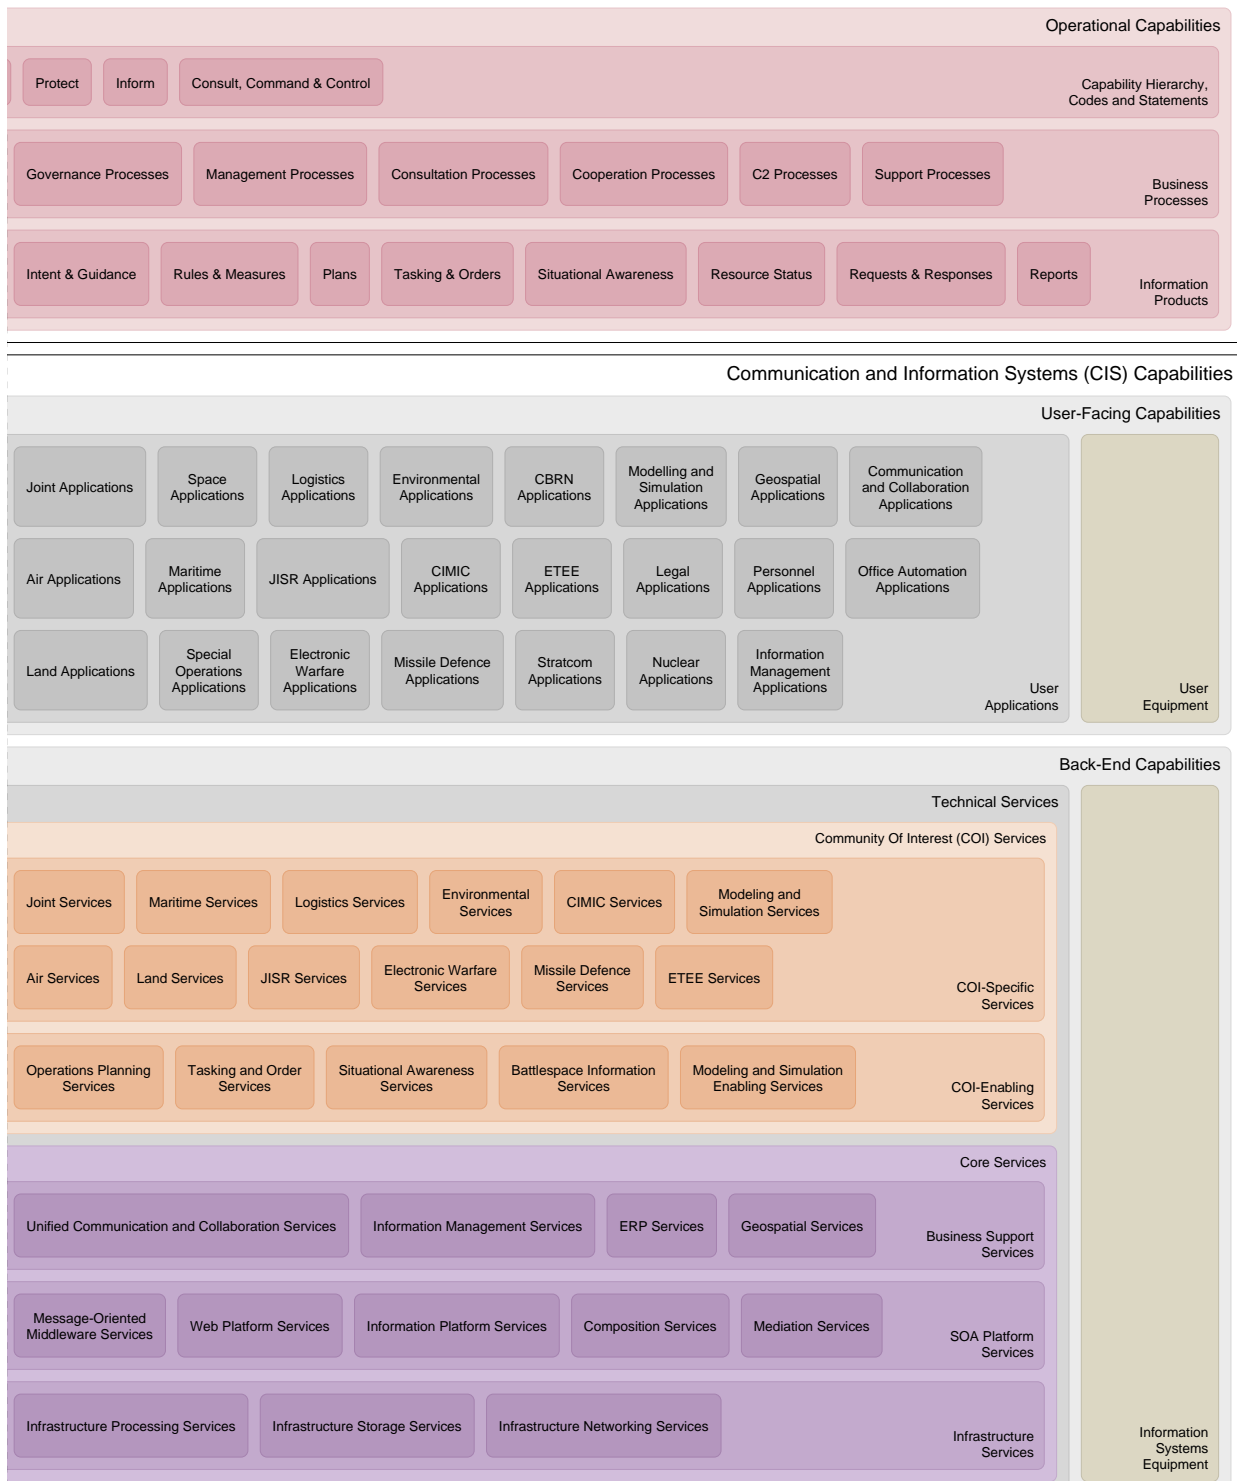 Operational Capabilities
Protect
Inform
Consult, Command & Control
Capability Hierarchy,
Codes and Statements
Governance Processes
Management Processes
Consultation Processes
Cooperation Processes
C2 Processes
Support Processes
Business
Processes
Intent & Guidance
Rules & Measures
Plans
Tasking & Orders
Situational Awareness
Resource Status
Requests & Responses
Reports
Information
Products
Communication and Information Systems (CIS) Capabilities
User-Facing Capabilities
Joint Applications
Space
Applications
Logistics
Applications
Environmental
Applications
CBRN
Applications
Modelling and
Simulation
Applications
Geospatial
Applications
Communication
and Collaboration
Applications
Air Applications
Maritime
Applications
JISR Applications
CIMIC
Applications
ETEE
Applications
Legal
Applications
Personnel
Applications
Office Automation
Applications
Land Applications
Special
Operations
Applications
Electronic
Warfare
Applications
Missile Defence
Applications
Stratcom
Applications
Nuclear
Applications
Information
Management
Applications
User
Applications
User
Equipment
Back-End Capabilities
Technical Services
Community Of Interest (COI) Services
Joint Services
Maritime Services
Logistics Services
Environmental
Services
CIMIC Services
Modeling and
Simulation Services
Air Services
Land Services
JISR Services
Electronic Warfare
Services
Missile Defence
Services
ETEE Services
COI-Specific
Services
Operations Planning
Services
Tasking and Order
Services
Situational Awareness
Services
Battlespace Information
Services
Modeling and Simulation
Enabling Services
COI-Enabling
Services
Core Services
Unified Communication and Collaboration Services
Information Management Services
ERP Services
Geospatial Services
Business Support
Services
Message-Oriented
Middleware Services
Web Platform Services
Information Platform Services
Composition Services
Mediation Services
SOA Platform
Services
Infrastructure Processing Services
Infrastructure Storage Services
Infrastructure Networking Services
Infrastructure
Services
Information
Systems
Equipment